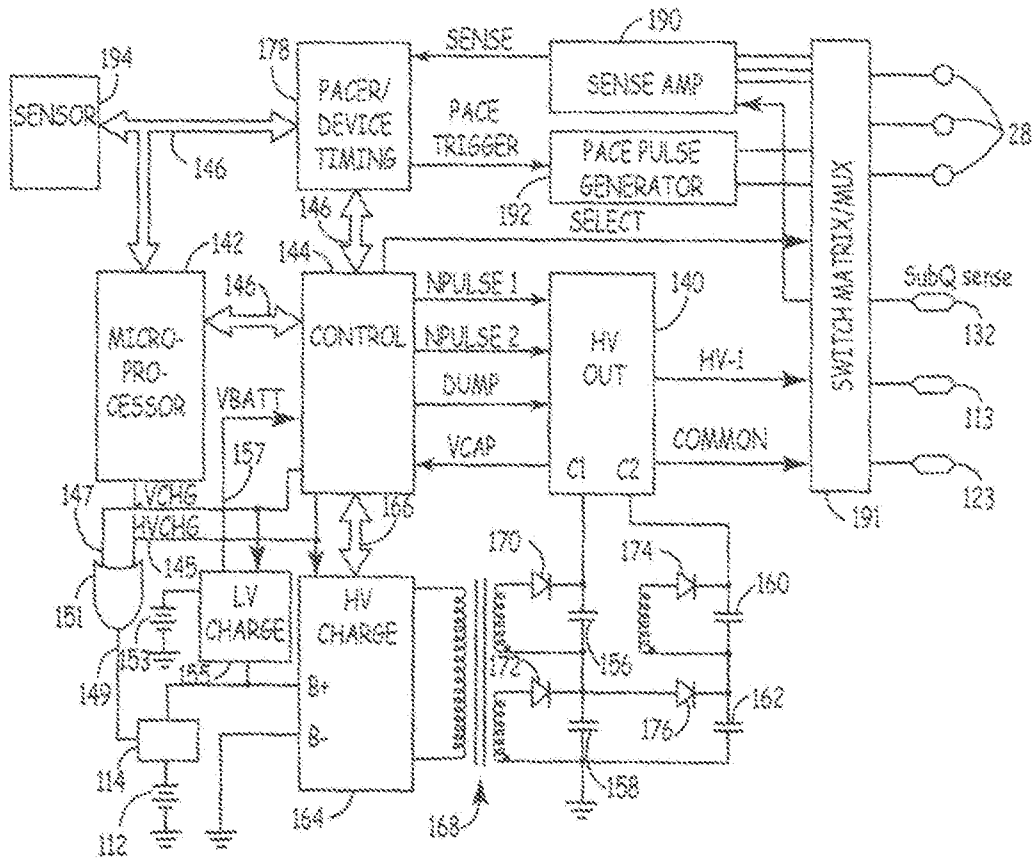 190
SENSE
178
194
SENSOR
PACER/
DEVICE
TIMING
SENSE AMP
PACE
TRIGGER
PACE PULSE
GENERATOR
28
146
192
SELECT
146
142
144
SWITCH MATRIX/MUX
SubQ sense
132
146
NPULSE 1
140
MICRO-
PRO-
CESSOR
CONTROL
NPULSE 2
HV
OUT
HV-1
113
VBATT
DUMP
157
VCAP
COMMON
C1
C2
123
147
LVCHG
HVCHG
166
191
170
174
145
151
LV
CHARGE
HV
CHARGE
160
153
155
156
172
149
B+
162
176
B-
114
158
112
164
168